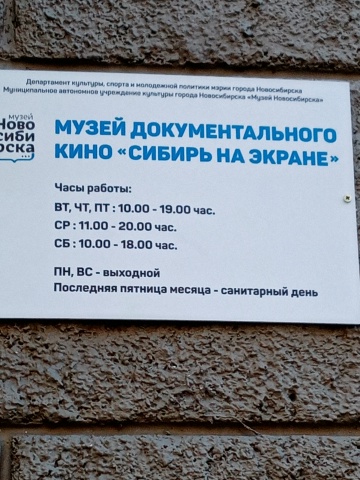 Департамент культуры, спорта и молодежной политики мэрии города Новосибирска
Муниципальное автономное учреждение культуры города Новосибирска «Музей Новосибирска»
музей
Ново
сиби
рска
...
МУЗЕЙ ДОКУМЕНТАЛЬНОГО
КИНО «СИБИРЬ НА ЭКРАНЕ»
Часы работы:
ВТ, ЧТ, ПТ : 10.00 - 19.00 час.
СР : 11.00 - 20.00 час.
СБ : 10.00 - 18.00 час.
ПН, ВС - выходной
Последняя пятница месяца - санитарный день